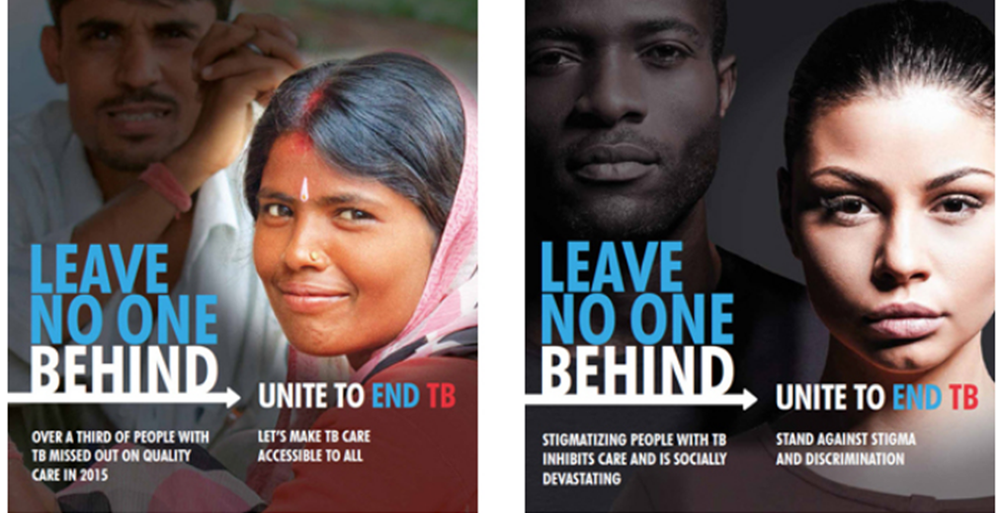 LEAVE
NO ONE
BEHIND
UNITE TO END TB
OVER A THIRD OF PEOPLE WITH
TB MISSED OUT ON QUALITY
CARE IN 2015
LET'S MAKE TB CARE
ACCESSIBLE TO ALL
LEAVE
NO ONE
BEHIND
UNITE TO END TB
STIGMATIZING PEOPLE WITH TB
INHIBITS CARE AND IS SOCIALLY
DEVASTATING
STAND AGAINST STIGMA
AND DISCRIMINATION